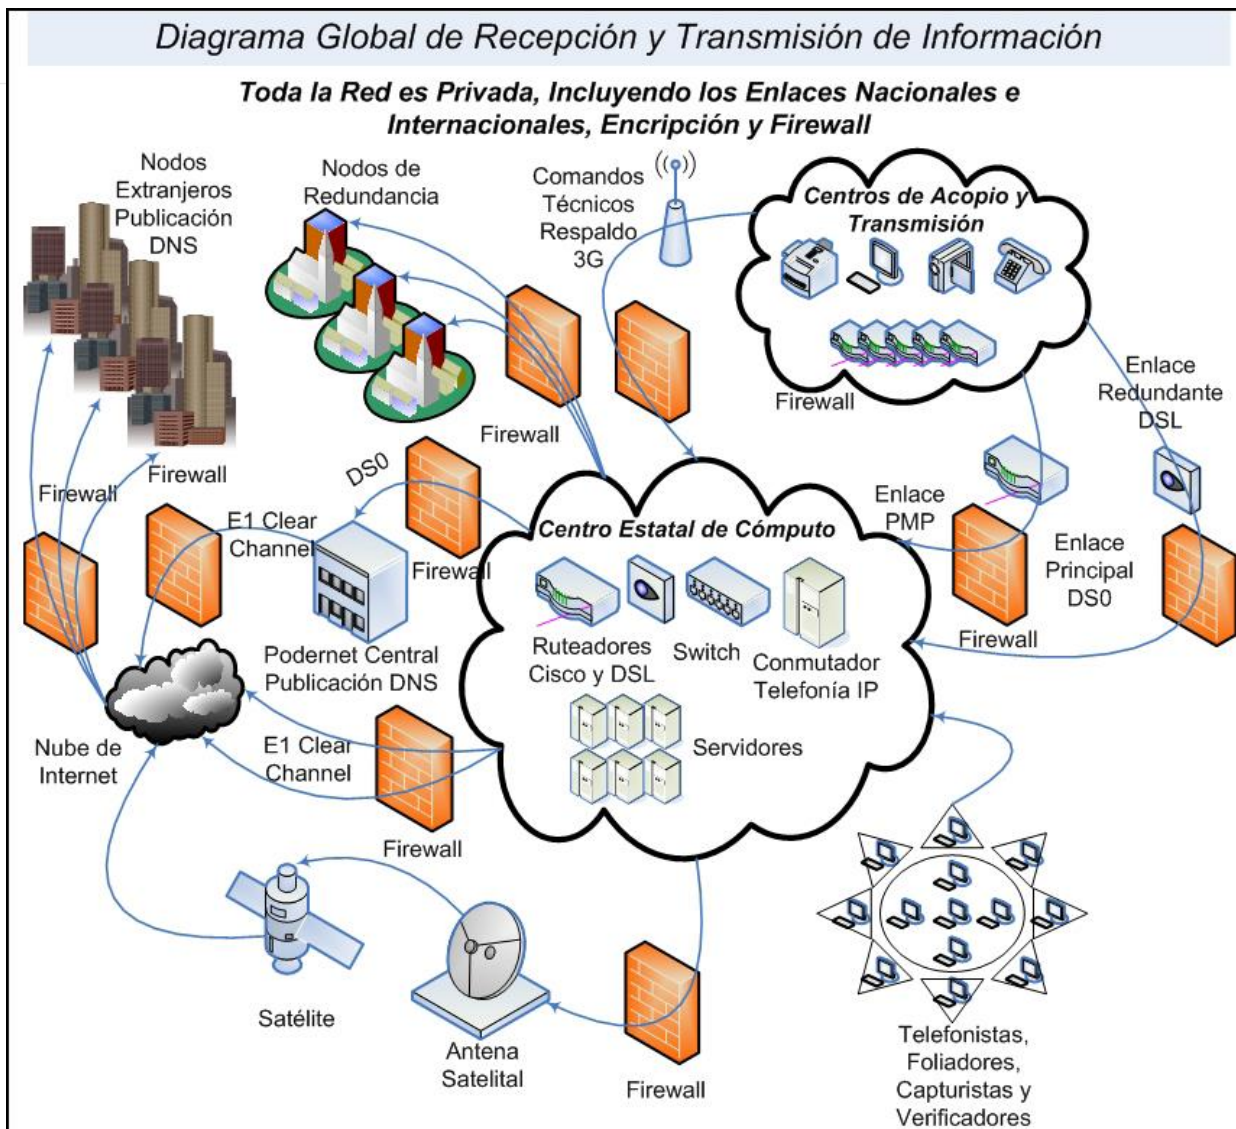 Diagrama Global de Recepción y Transmisión de Información
Toda la Red es Privada, Incluyendo los Enlaces Nacionales e
Internacionales, Encripción y Firewall
Nodos
Extranjeros
Publicación
DNS
Nodos de
Redundancia
Comandos
Técnicos
Respaldo
3G
Centros de Acopio y
Transmisión
Firewall
Enlace
Redundante
DSL
Firewall
Firewall
Firewall
DS0
E1 Clear
Channel
Firewall
Centro Estatal de Cómputo
Enlace
PMP
Enlace
Principal
DS0
Firewall
Ruteadores
Cisco y DSL
Switch
Conmutador
Telefonía IP
Servidores
Podernet Central
Publicación DNS
Nube de
Internet
E1 Clear
Channel
Firewall
Satélite
Antena
Satelital
Firewall
Telefonistas,
Foliadores,
Capturistas y
Verificadores